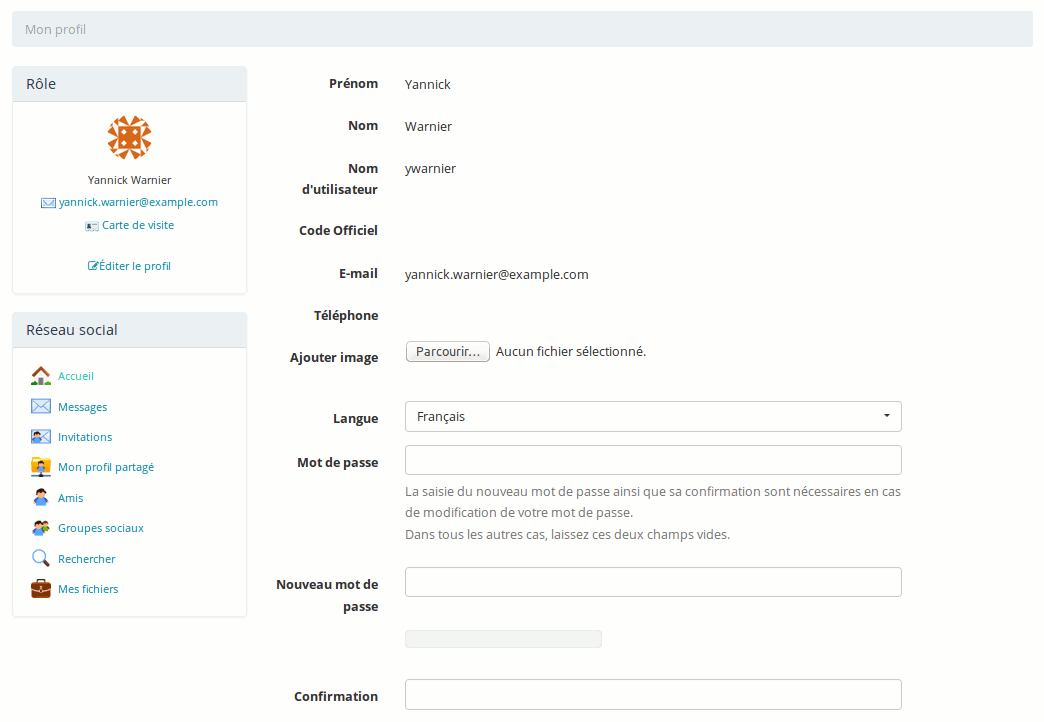 Mon profil
Rôle
Yannick Warnier
yannick.warnier@example.com
Carte de visite
Éditer le profil
Réseau social
Accueil
Messages
Invitations
Mon profil partagé
Amis
Groupes sociaux
Rechercher
Mes fichiers
Prénom Yannick
Nom Warnier
Nom d'utilisateur ywarnier
Code Officiel
E-mail yannick.warnier@example.com
Téléphone
Ajouter image Parcourir... Aucun fichier sélectionné.
Langue Français
Mot de passe
La saisie du nouveau mot de passe ainsi que sa confirmation sont nécessaires en cas
de modification de votre mot de passe.
Dans tous les autres cas, laissez ces deux champs vides.
Nouveau mot de
passe
Confirmation